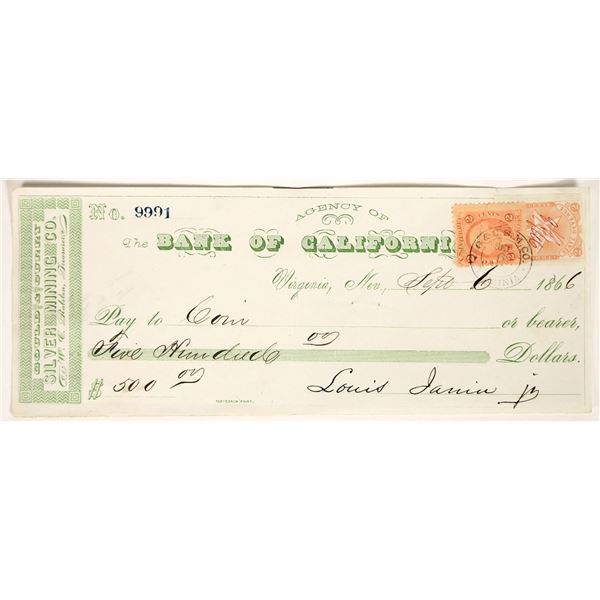 GOULD & CURRY
SILVER MINING CO.
No. 9991
AGENCY OF
The BANK OF CALIFORNI
Virginia, Nev., Sept 6 1866
Pay to Coin or bearer,
Five Hundred 00 Dollars.
$ 500 00 Louis Janin jr
CENTS